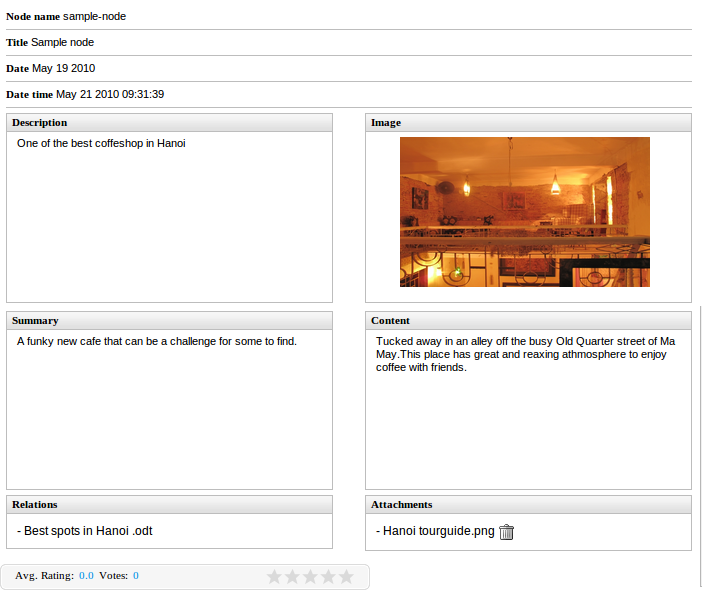 Node name sample-node
Title Sample node
Date May 19 2010
Date time May 21 2010 09:31:39
Description
One of the best coffeshop in Hanoi
Image
Summary
A funky new cafe that can be a challenge for some to find.
Content
Tucked away in an alley off the busy Old Quarter street of Ma
May.This place has great and reaxing athmosphere to enjoy
coffee with friends.
Relations
- Best spots in Hanoi .odt
Attachments
- Hanoi tourguide.png
Avg. Rating: 0.0 Votes: 0